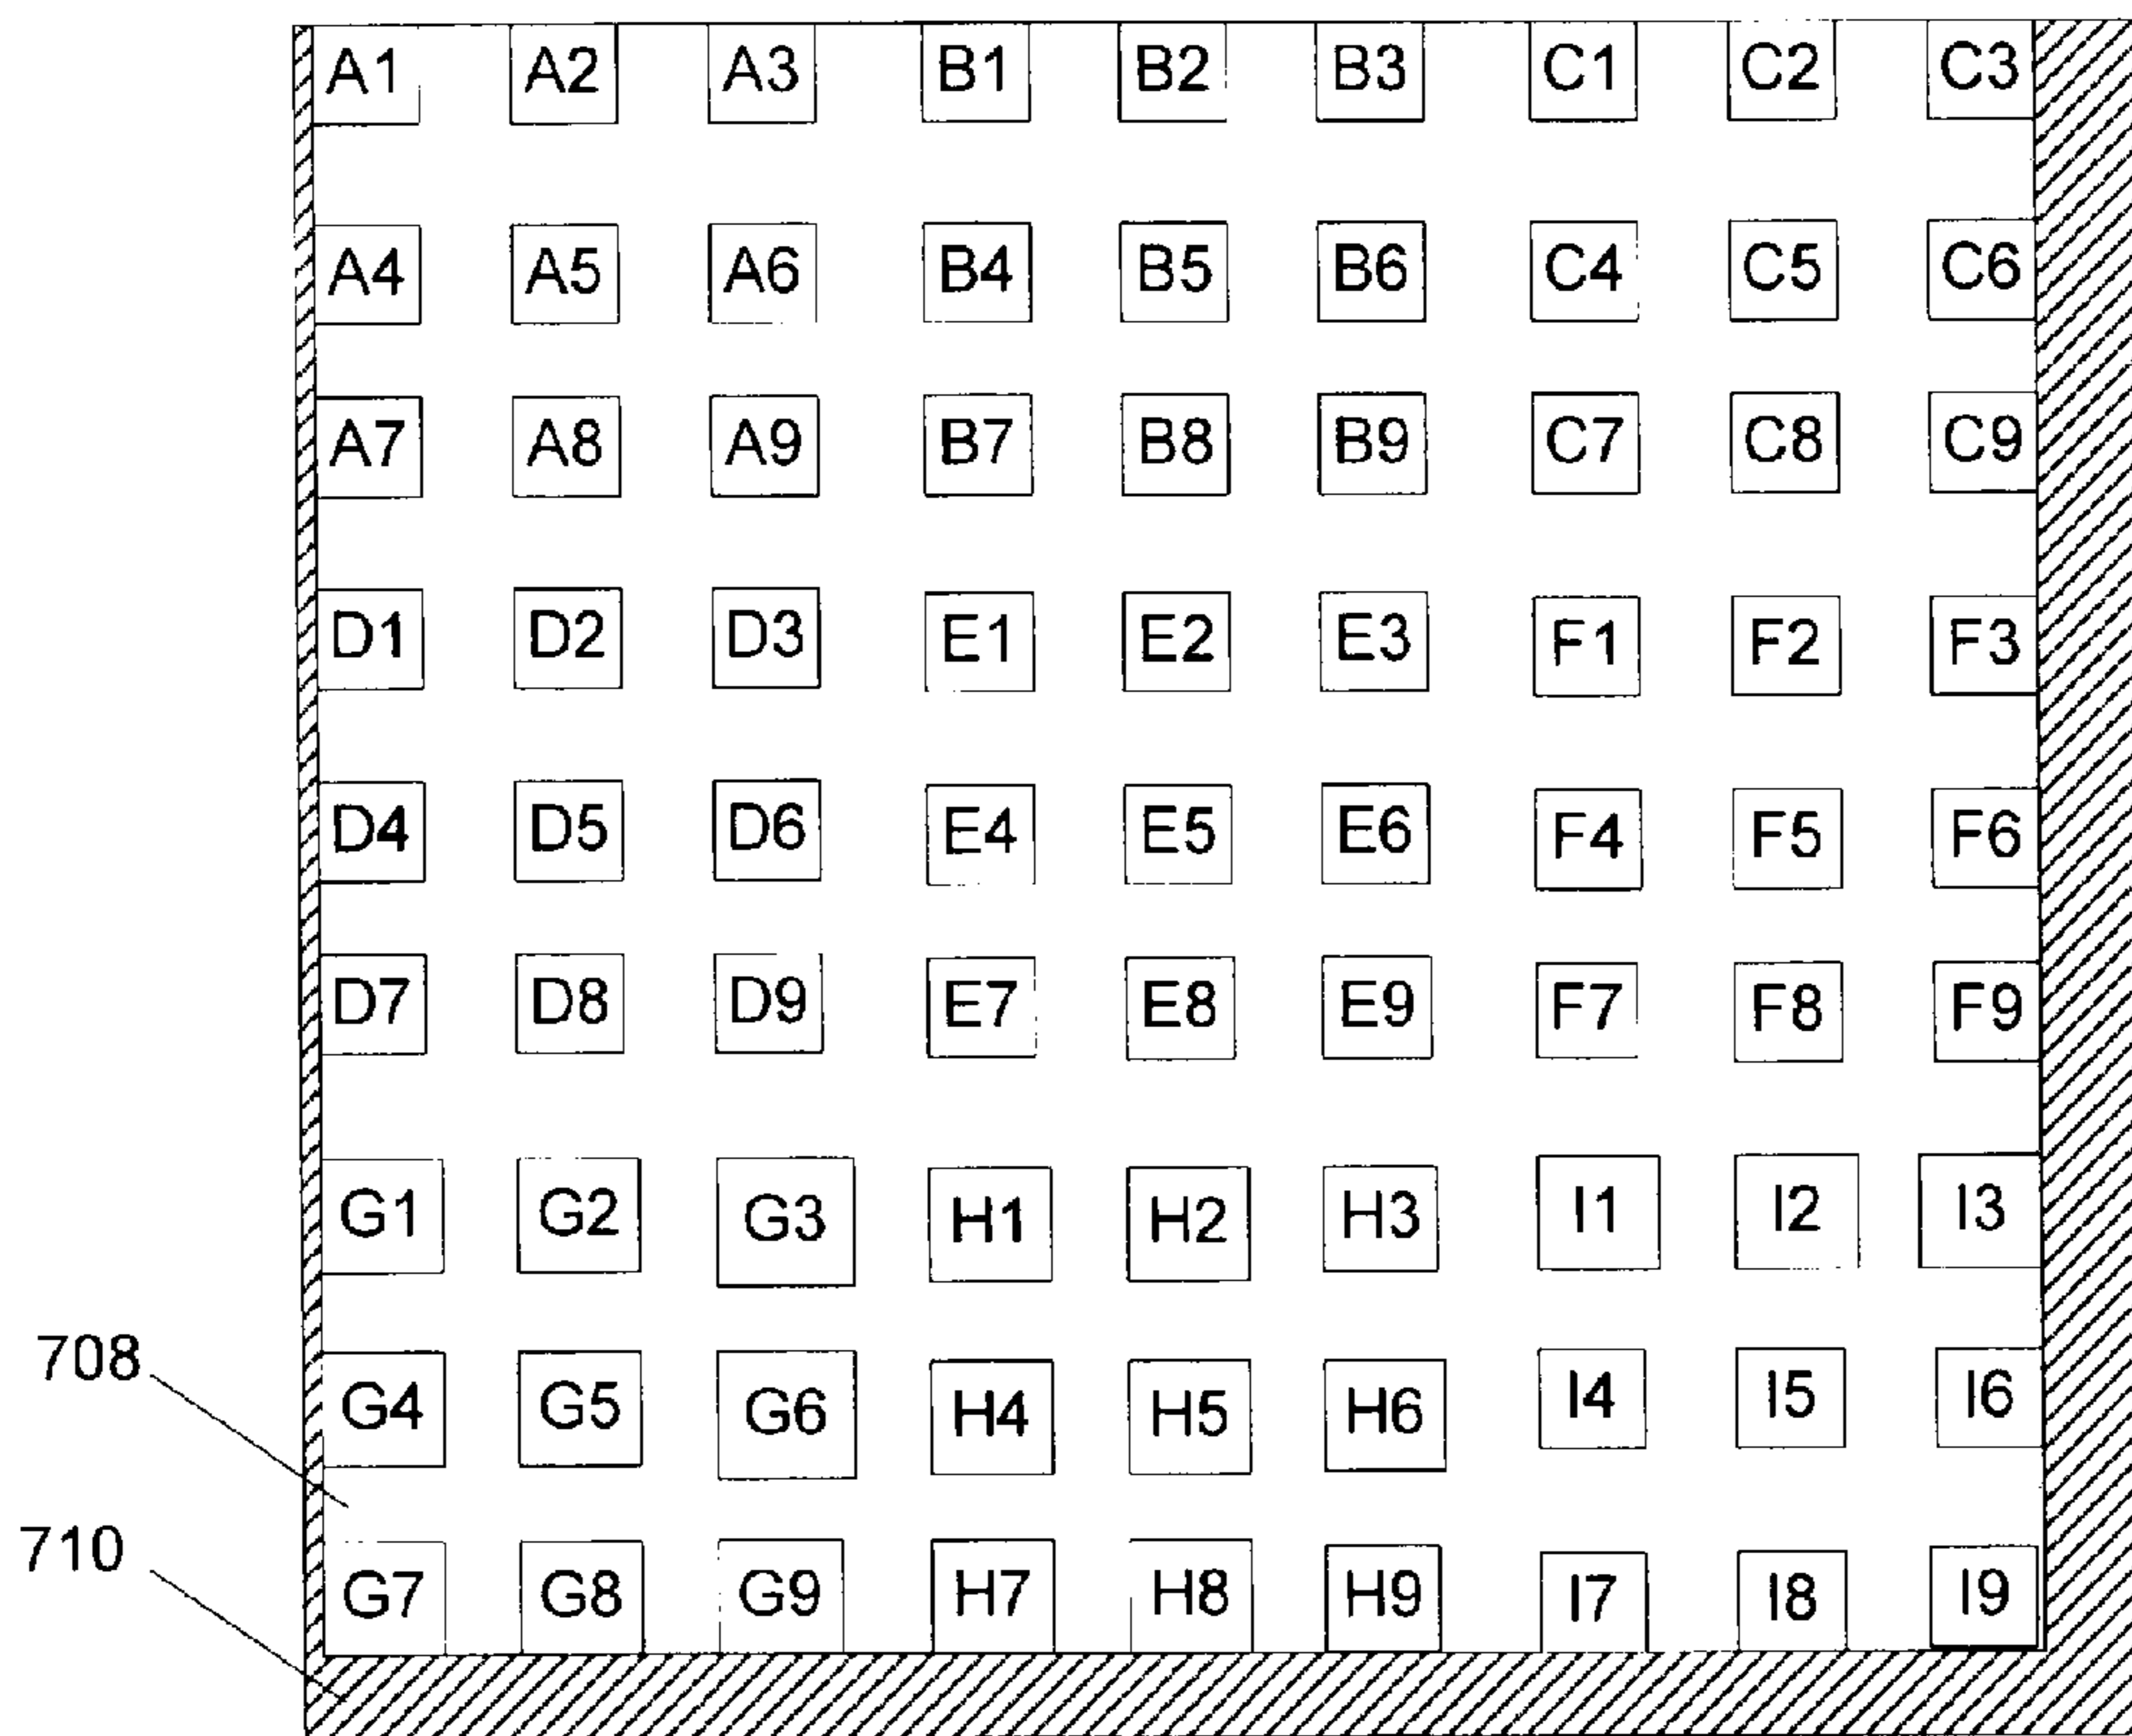 A1 A2 A3 B1 B2 B3 C1 C2 C3
A4 A5 A6 B4 B5 B6 C4 C5 C6
A7 A8 A9 B7 B8 B9 C7 C8 C9
D1 D2 D3 E1 E2 E3 F1 F2 F3
D4 D5 D6 E4 E5 E6 F4 F5 F6
D7 D8 D9 E7 E8 E9 F7 F8 F9
G1 G2 G3 H1 H2 H3 I1 I2 I3
708
G4 G5 G6 H4 H5 H6 I4 I5 I6
710
G7 G8 G9 H7 H8 H9 I7 I8 I9